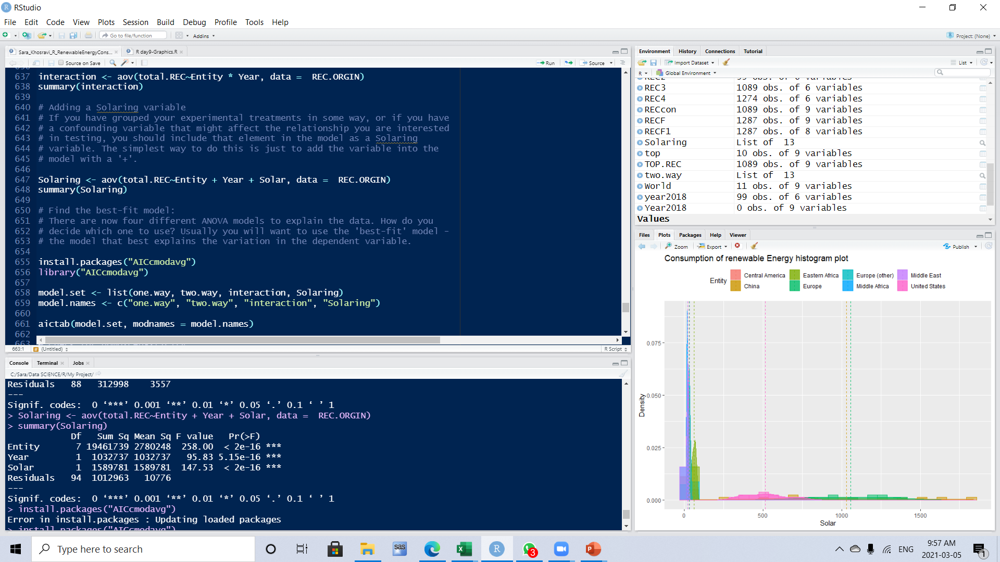 RStudio
File Edit Code View Plots Session Build Debug Profile Tools Help
Go to file/function Addins Project: (None)
Sara_Khosravi_R_RenewableEnergyCons... R day9-Graphics.R
Source on Save Run Source
637 interaction <- aov(total.REC~Entity * Year, data =  REC.ORGIN)
638 summary(interaction)
639
640 # Adding a Solaring variable
641 # If you have grouped your experimental treatments in some way, or if you have
642 # a confounding variable that might affect the relationship you are interested
643 # in testing, you should include that element in the model as a Solaring
644 # variable. The simplest way to do this is just to add the variable into the
645 # model with a '+'.
646
647 Solaring <- aov(total.REC~Entity + Year + Solar, data =  REC.ORGIN)
648 summary(Solaring)
649
650 # Find the best-fit model:
651 # There are now four different ANOVA models to explain the data. How do you
652 # decide which one to use? Usually you will want to use the 'best-fit' model -
653 # the model that best explains the variation in the dependent variable.
654
655 install.packages("AICcmodavg")
656 library("AICcmodavg")
657
658 model.set <- list(one.way, two.way, interaction, Solaring)
659 model.names <- c("one.way", "two.way", "interaction", "Solaring")
660
661 aictab(model.set, modnames = model.names)
662
663:1 (Untitled) R Script
Console Terminal Jobs
C:/Sara/Data SCIENCE/R/My Project/
Residuals   88   312998    3557
---
Signif. codes:  0 ‘***’ 0.001 ‘**’ 0.01 ‘*’ 0.05 ‘.’ 0.1 ‘ ’ 1
> Solaring <- aov(total.REC~Entity + Year + Solar, data =  REC.ORGIN)
> summary(Solaring)
            Df   Sum Sq Mean Sq F value   Pr(>F)
Entity       7 19461739 2780248  258.00  < 2e-16 ***
Year         1  1032737 1032737   95.83 5.15e-16 ***
Solar        1  1589781 1589781  147.53  < 2e-16 ***
Residuals   94  1012963   10776
---
Signif. codes:  0 ‘***’ 0.001 ‘**’ 0.01 ‘*’ 0.05 ‘.’ 0.1 ‘ ’ 1
> install.packages("AICcmodavg")
Error in install.packages : Updating loaded packages
> install.packages("AICcmodavg")
Environment History Connections Tutorial
Import Dataset List
R Global Environment
REC3 1089 obs. of 6 variables
REC4 1274 obs. of 6 variables
RECcon 1089 obs. of 9 variables
RECF 1287 obs. of 9 variables
RECF1 1287 obs. of 8 variables
Solaring List of  13
top 10 obs. of 9 variables
TOP.REC 1089 obs. of 9 variables
two.way List of  13
World 11 obs. of 9 variables
year2018 99 obs. of 6 variables
Year2018 0 obs. of 9 variables
Values
Files Plots Packages Help Viewer
Zoom Export Publish
Consumption of renewable Energy histogram plot
Entity
Central America Eastern Africa Europe (other) Middle East
China Europe Middle Africa United States
Density
0.075
0.050
0.025
0.000
0 500 1000 1500
Solar
Type here to search
sas
3
ENG
9:57 AM
2021-03-05
1